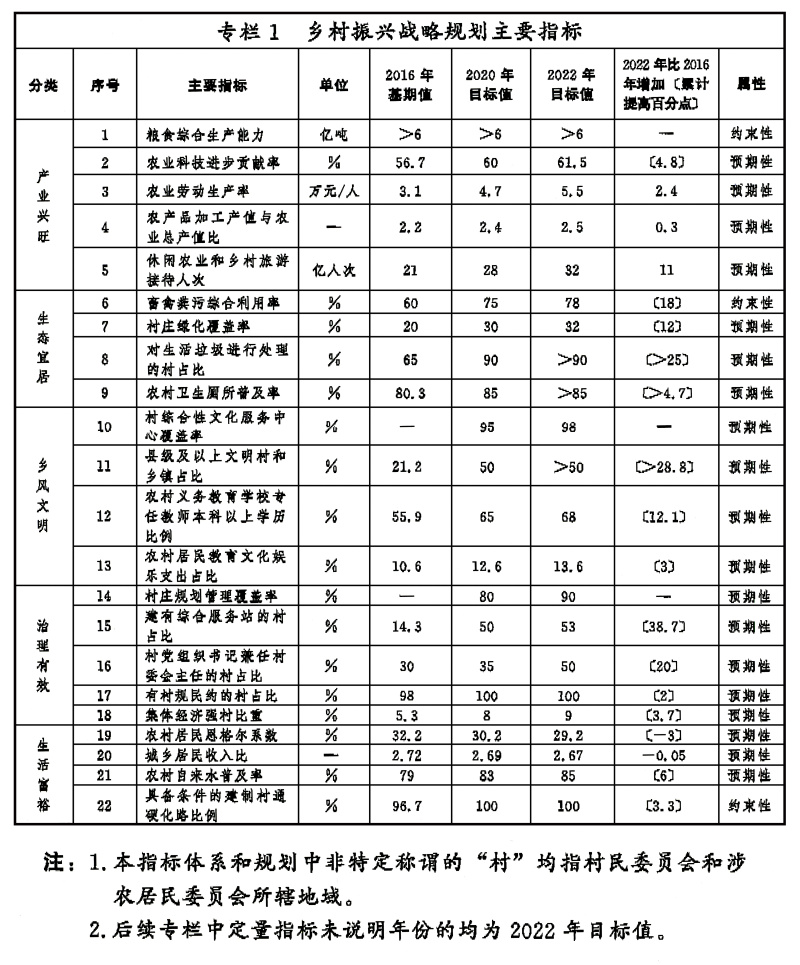 专栏1 乡村振兴战略规划主要指标
分类 序号 主要指标 单位 2016年基期值 2020年目标值 2022年目标值 2022年比2016年增加〔累计提高百分点〕 属性
产业兴旺
1 粮食综合生产能力 亿吨 >6 >6 >6 — 约束性
2 农业科技进步贡献率 % 56.7 60 61.5 〔4.8〕 预期性
3 农业劳动生产率 万元/人 3.1 4.7 5.5 2.4 预期性
4 农产品加工产值与农业总产值比 — 2.2 2.4 2.5 0.3 预期性
5 休闲农业和乡村旅游接待人次 亿人次 21 28 32 11 预期性
生态宜居
6 畜禽粪污综合利用率 % 60 75 78 〔18〕 约束性
7 村庄绿化覆盖率 % 20 30 32 〔12〕 预期性
8 对生活垃圾进行处理的村占比 % 65 90 >90 〔>25〕 预期性
9 农村卫生厕所普及率 % 80.3 85 >85 〔>4.7〕 预期性
乡风文明
10 村综合性文化服务中心覆盖率 % — 95 98 — 预期性
11 县级及以上文明村和乡镇占比 % 21.2 50 >50 〔>28.8〕 预期性
12 农村义务教育学校专任教师本科以上学历比例 % 55.9 65 68 〔12.1〕 预期性
13 农村居民教育文化娱乐支出占比 % 10.6 12.6 13.6 〔3〕 预期性
治理有效
14 村庄规划管理覆盖率 % — 80 90 — 预期性
15 建有综合服务站的村占比 % 14.3 50 53 〔38.7〕 预期性
16 村党组织书记兼任村委会主任的村占比 % 30 35 50 〔20〕 预期性
17 有村规民约的村占比 % 98 100 100 〔2〕 预期性
18 集体经济强村比重 % 5.3 8 9 〔3.7〕 预期性
生活富裕
19 农村居民恩格尔系数 % 32.2 30.2 29.2 〔-3〕 预期性
20 城乡居民收入比 — 2.72 2.69 2.67 -0.05 预期性
21 农村自来水普及率 % 79 83 85 〔6〕 预期性
22 具备条件的建制村通硬化路比例 % 96.7 100 100 〔3.3〕 约束性
注：1.本指标体系和规划中非特定称谓的“村”均指村民委员会和涉
农居民委员会所辖地域。
2.后续专栏中定量指标未说明年份的均为2022年目标值。